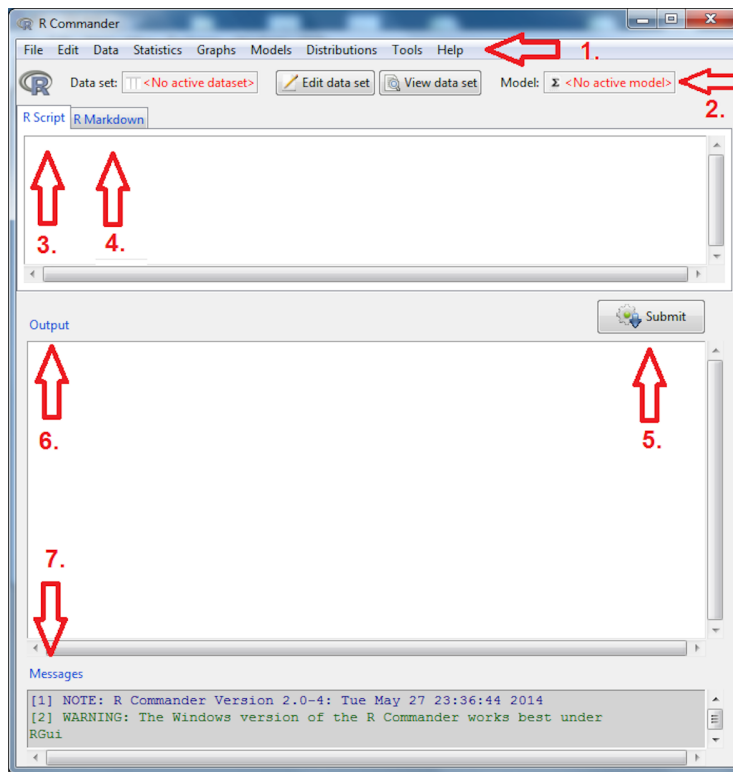 R Commander
File Edit Data Statistics Graphs Models Distributions Tools Help
1.
R Data set: <No active dataset> Edit data set View data set Model: Σ <No active model>
2.
R Script R Markdown
3. 4.
Submit
Output
6. 5.
7.
Messages
[1] NOTE: R Commander Version 2.0-4: Tue May 27 23:36:44 2014
[2] WARNING: The Windows version of the R Commander works best under
RGui